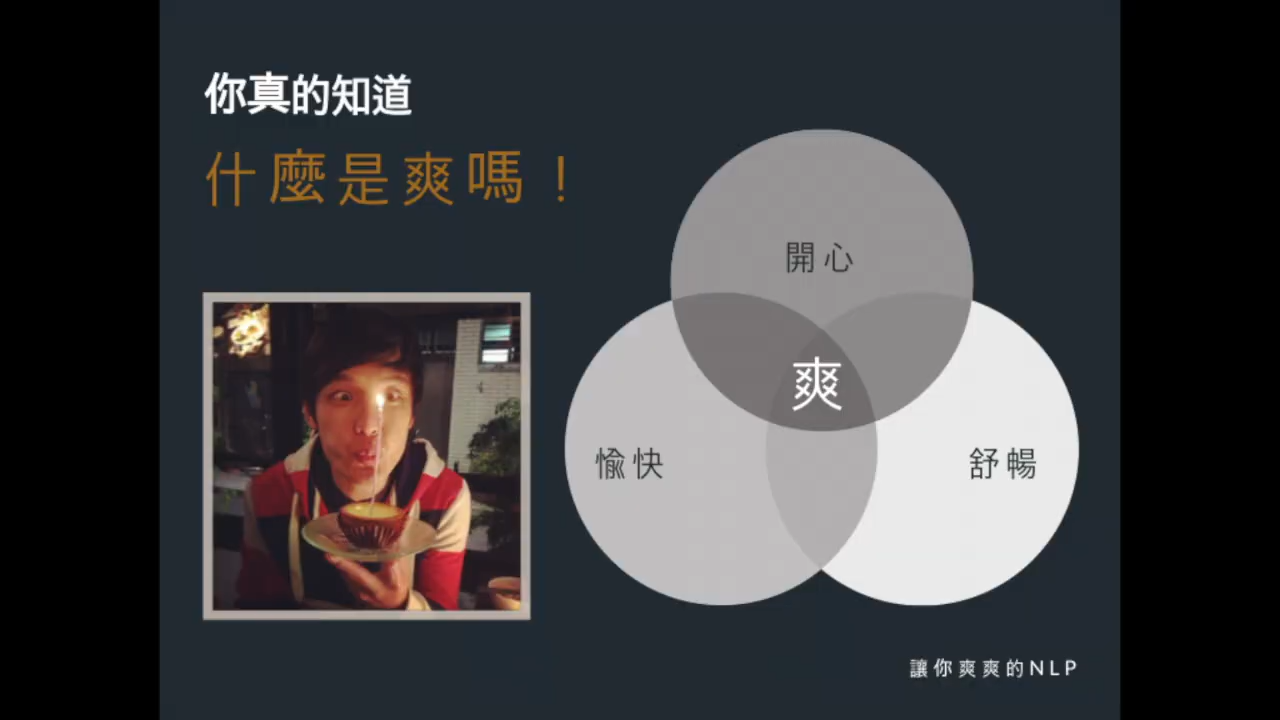 你真的知道
什麼是爽嗎！
開心
爽
愉快
舒暢
讓你爽爽的NLP